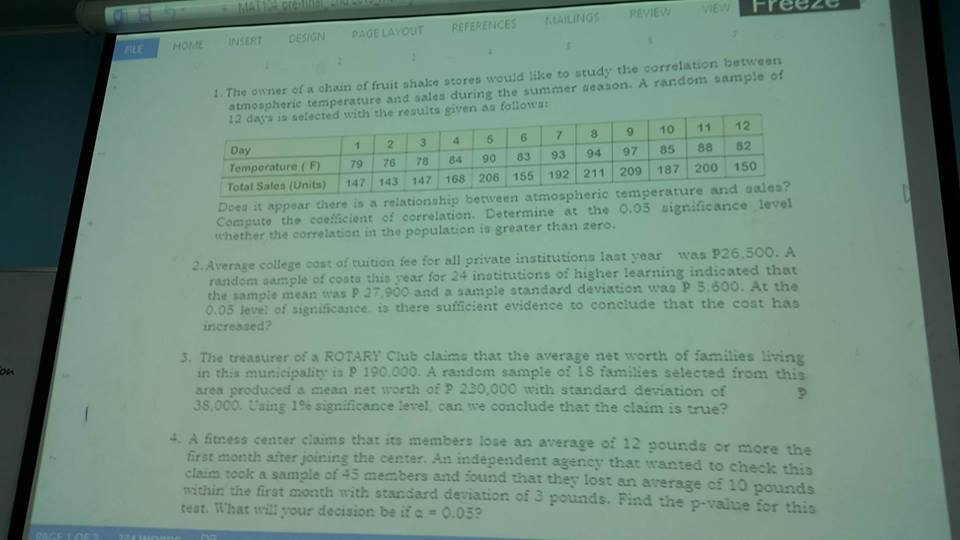 MAT104 pre-final
Freeze
FILE HOME INSERT DESIGN PAGE LAYOUT REFERENCES MAILINGS REVIEW VIEW
1. The owner of a chain of fruit shake stores would like to study the correlation between
atmospheric temperature and sales during the summer season. A random sample of
12 days is selected with the results given as follows:
Day 1 2 3 4 5 6 7 8 9 10 11 12
Temperature (F) 79 76 78 84 90 83 93 94 97 85 88 82
Total Sales (Units) 147 143 147 168 206 155 192 211 209 187 200 150
Does it appear there is a relationship between atmospheric temperature and sales?
Compute the coefficient of correlation. Determine at the 0.05 significance level
whether the correlation in the population is greater than zero.
2. Average college cost of tuition fee for all private institutions last year was ₱26,500. A
random sample of costs this year for 24 institutions of higher learning indicated that
the sample mean was ₱ 27,900 and a sample standard deviation was ₱ 5,600. At the
0.05 level of significance, is there sufficient evidence to conclude that the cost has
increased?
3. The treasurer of a ROTARY Club claims that the average net worth of families living
in this municipality is ₱ 190,000. A random sample of 18 families selected from this
area produced a mean net worth of ₱ 230,000 with standard deviation of ₱
38,000. Using 1% significance level, can we conclude that the claim is true?
4. A fitness center claims that its members lose an average of 12 pounds or more the
first month after joining the center. An independent agency that wanted to check this
claim took a sample of 45 members and found that they lost an average of 10 pounds
within the first month with standard deviation of 3 pounds. Find the p-value for this
test. What will your decision be if α = 0.05?
PAGE 1 OF 2 224 WORDS